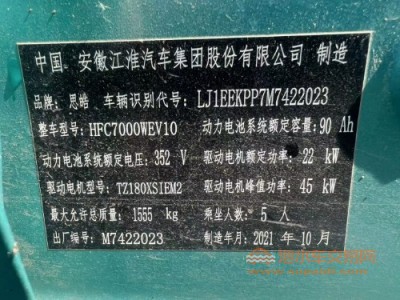 中国 安徽江淮汽车集团股份有限公司 制造
品牌: 思皓 车辆识别代号: LJ1EEKPP7M7422023
整车型号: HFC7000WEV10 动力电池系统额定容量: 90 Ah
动力电池系统额定电压: 352 V 驱动电机额定功率: 22 kW
驱动电机型号: TZ180XSIEM2 驱动电机峰值功率: 45 kW
最大允许总质量: 1555 kg 乘坐人数: 5 人
出厂编号: M7422023 制造年月: 2021 年 10 月